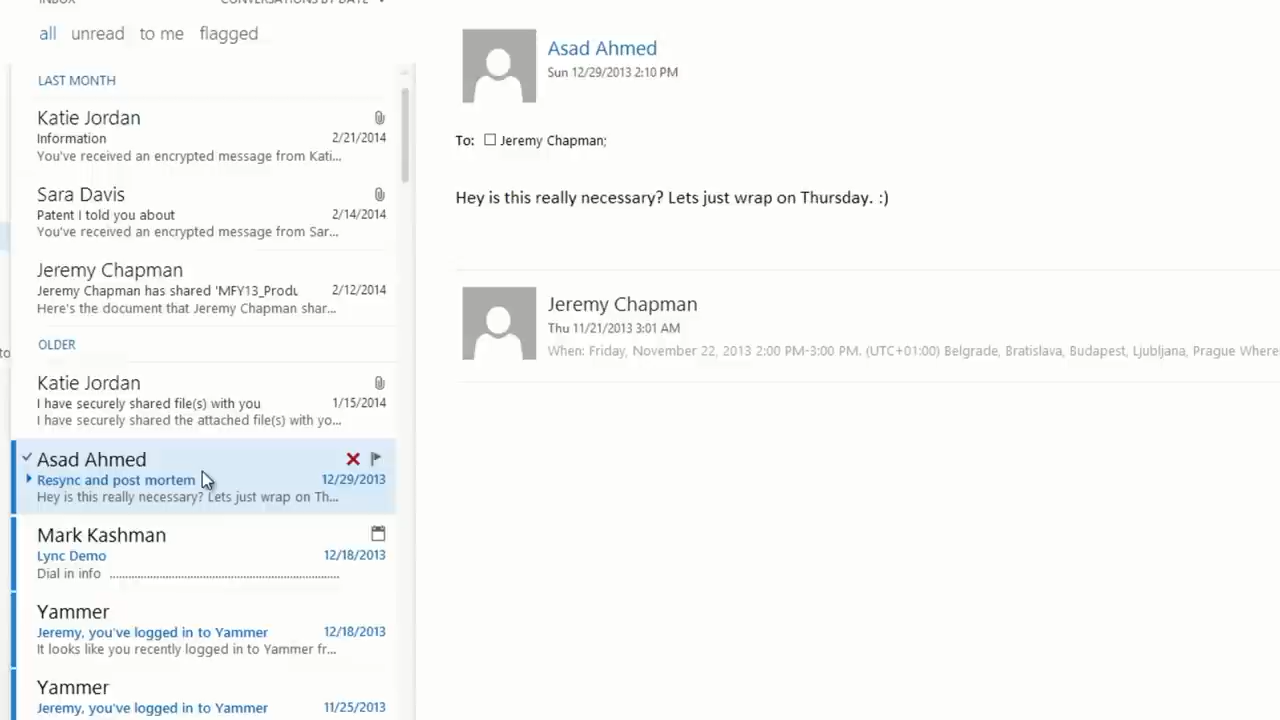 INBOX CONVERSATIONS BY DATE
all unread to me flagged
LAST MONTH
Katie Jordan
Information 2/21/2014
You've received an encrypted message from Kati...
Sara Davis
Patent I told you about 2/14/2014
You've received an encrypted message from Sar...
Jeremy Chapman
Jeremy Chapman has shared 'MFY13_Produ 2/12/2014
Here's the document that Jeremy Chapman shar...
OLDER
to
Katie Jordan
I have securely shared file(s) with you 1/15/2014
I have securely shared the attached file(s) with yo...
Asad Ahmed
Resync and post mortem 12/29/2013
Hey is this really necessary? Lets just wrap on Th...
Mark Kashman
Lync Demo 12/18/2013
Dial in info
Yammer
Jeremy, you've logged in to Yammer 12/18/2013
It looks like you recently logged in to Yammer fr...
Yammer
Jeremy, you've logged in to Yammer 11/25/2013
Asad Ahmed
Sun 12/29/2013 2:10 PM
To: Jeremy Chapman;
Hey is this really necessary? Lets just wrap on Thursday. :)
Jeremy Chapman
Thu 11/21/2013 3:01 AM
When: Friday, November 22, 2013 2:00 PM-3:00 PM. (UTC+01:00) Belgrade, Bratislava, Budapest, Ljubljana, Prague Where